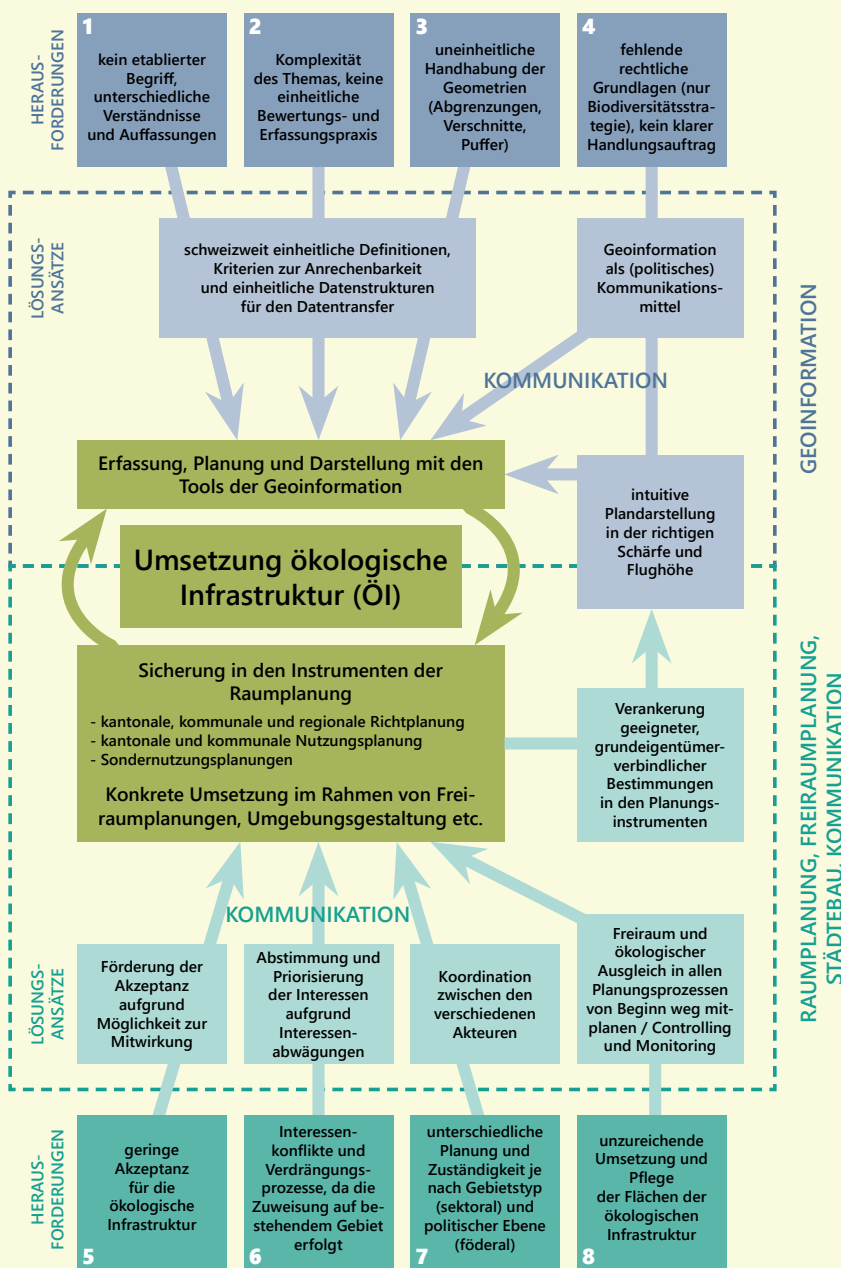 HERAUS-
FORDERUNGEN
1
kein etablierter
Begriff,
unterschiedliche
Verständnisse
und Auffassungen
2
Komplexität
des Themas, keine
einheitliche
Bewertungs- und
Erfassungspraxis
3
uneinheitliche
Handhabung der
Geometrien
(Abgrenzungen,
Verschnitte,
Puffer)
4
fehlende
rechtliche
Grundlagen (nur
Biodiversitätsstra-
tegie), kein klarer
Handlungsauftrag
LÖSUNGS-
ANSÄTZE
schweizweit einheitliche Definitionen,
Kriterien zur Anrechenbarkeit
und einheitliche Datenstrukturen
für den Datentransfer
Geoinformation
als (politisches)
Kommunikations-
mittel
GEOINFORMATION
KOMMUNIKATION
Erfassung, Planung und Darstellung mit den
Tools der Geoinformation
intuitive
Plandarstellung
in der richtigen
Schärfe und
Flughöhe
Umsetzung ökologische
Infrastruktur (ÖI)
Sicherung in den Instrumenten der
Raumplanung
- kantonale, kommunale und regionale Richtplanung
- kantonale und kommunale Nutzungsplanung
- Sondernutzungsplanungen
Konkrete Umsetzung im Rahmen von Frei-
raumplanungen, Umgebungsgestaltung etc.
Verankerung
geeigneter,
grundeigentümer-
verbindlicher
Bestimmungen
in den Planungs-
instrumenten
RAUMPLANUNG, FREIRAUMPLANUNG,
STÄDTEBAU, KOMMUNIKATION
KOMMUNIKATION
LÖSUNGS-
ANSÄTZE
Förderung der
Akzeptanz
aufgrund
Möglichkeit zur
Mitwirkung
Abstimmung und
Priorisierung
der Interessen
aufgrund
Interessen-
abwägungen
Koordination
zwischen den
verschiedenen
Akteuren
Freiraum und
ökologischer
Ausgleich in allen
Planungsprozessen
von Beginn weg mit-
planen / Controlling
und Monitoring
HERAUS-
FORDERUNGEN
geringe
Akzeptanz
für die
ökologische
Infrastruktur
5
Interessen-
konflikte und
Verdrängungs-
prozesse, da die
Zuweisung auf be-
stehendem Gebiet
erfolgt
6
unterschiedliche
Planung und
Zuständigkeit je
nach Gebietstyp
(sektoral) und
politischer Ebene
(föderal)
7
unzureichende
Umsetzung und
Pflege
der Flächen der
ökologischen
Infrastruktur
8